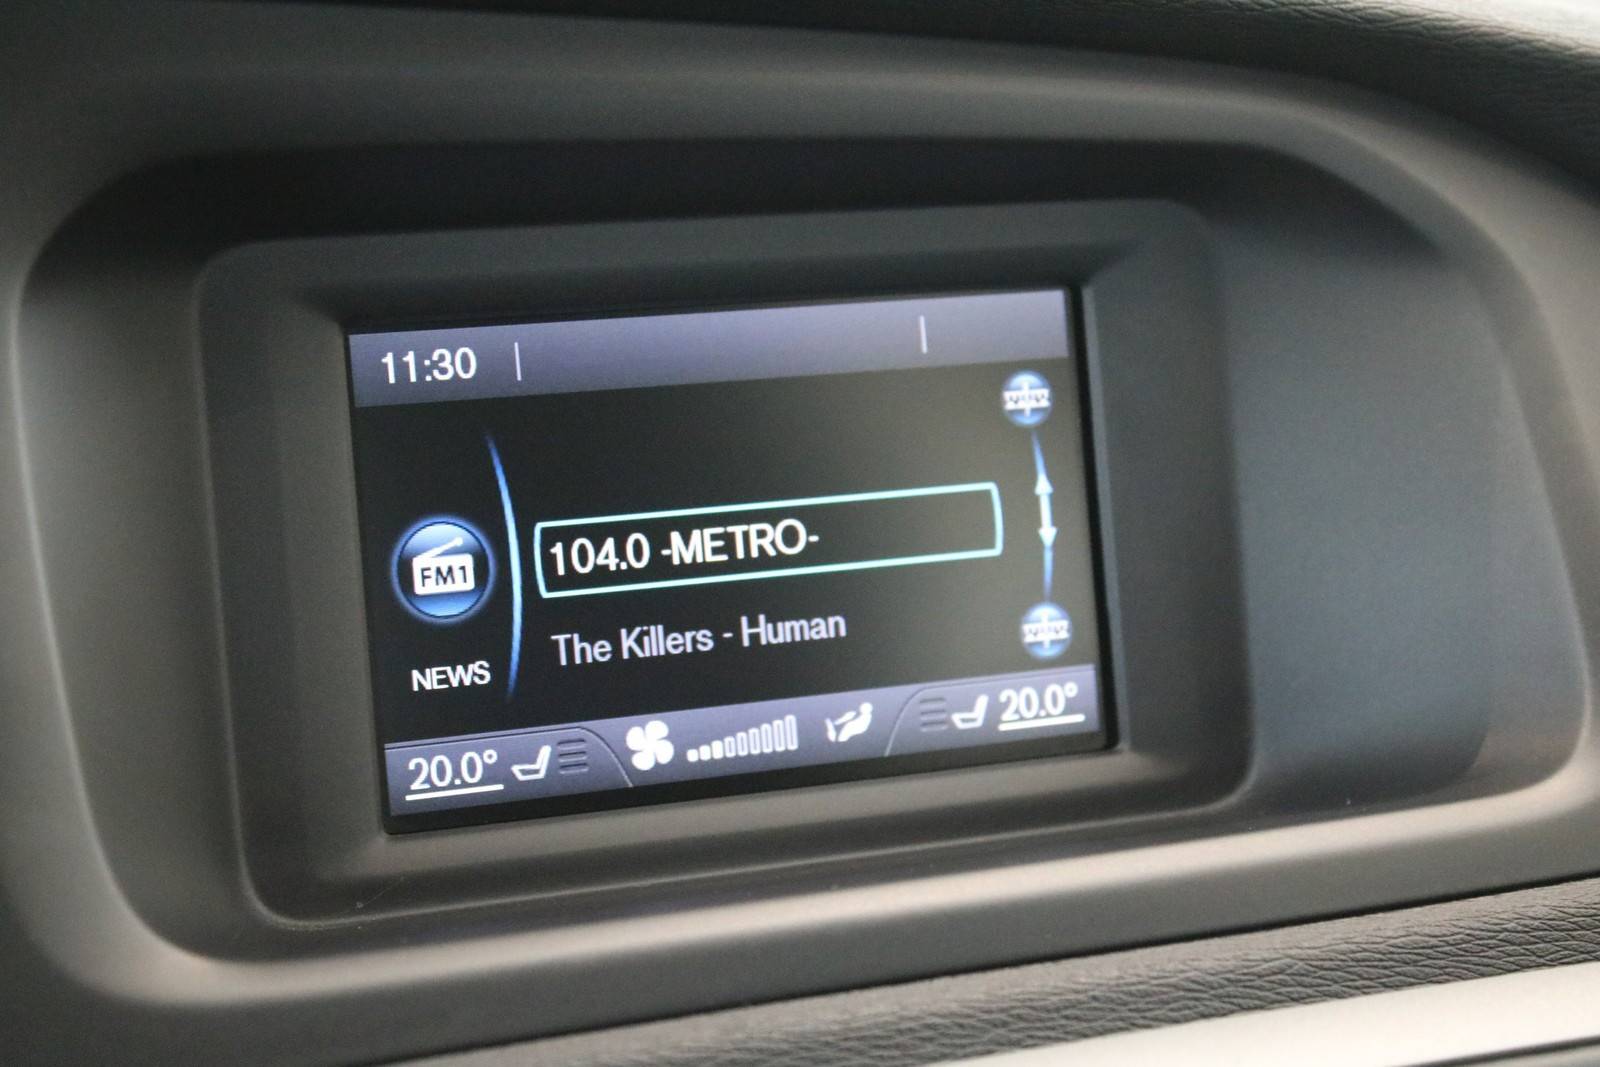 11:30
104.0 -METRO-
FM1
The Killers - Human
NEWS
20.0°
20.0°